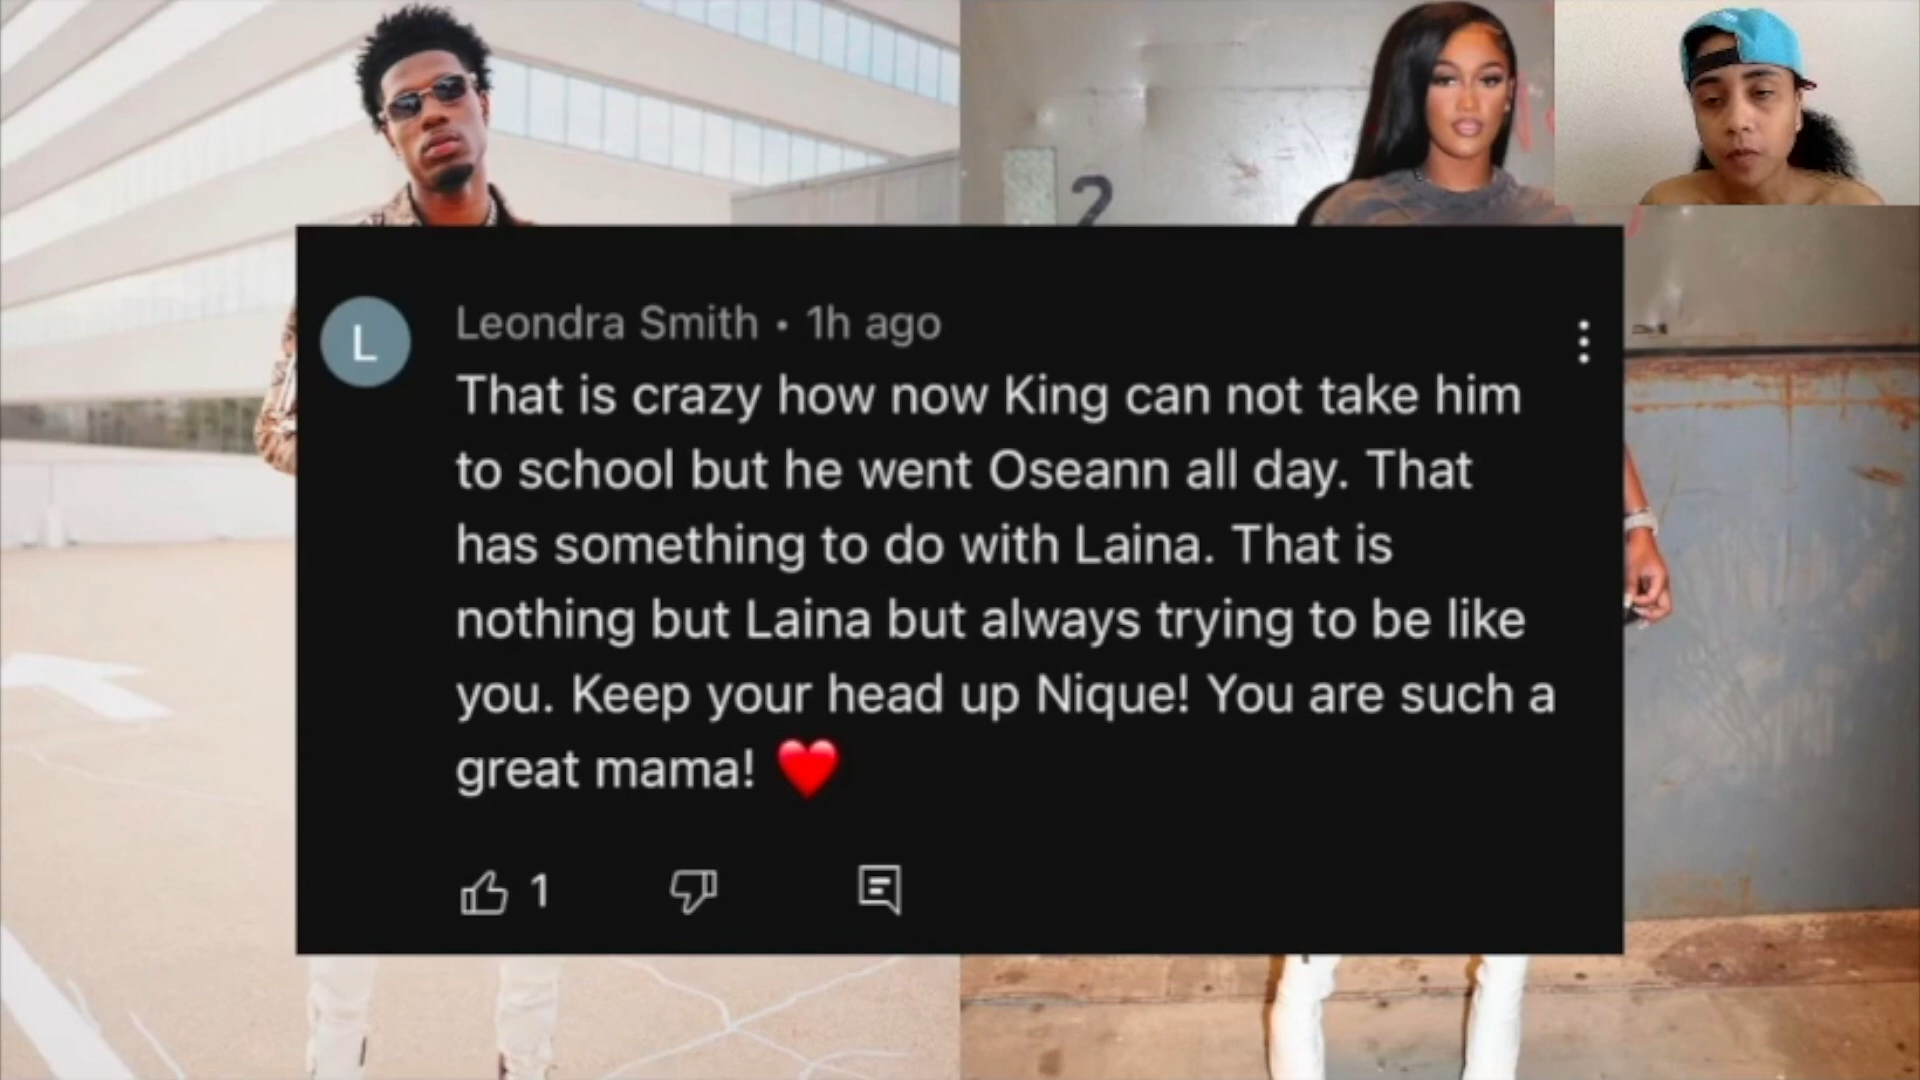 2
L
Leondra Smith • 1h ago
That is crazy how now King can not take him
to school but he went Oseann all day. That
has something to do with Laina. That is
nothing but Laina but always trying to be like
you. Keep your head up Nique! You are such a
great mama! ❤️
1